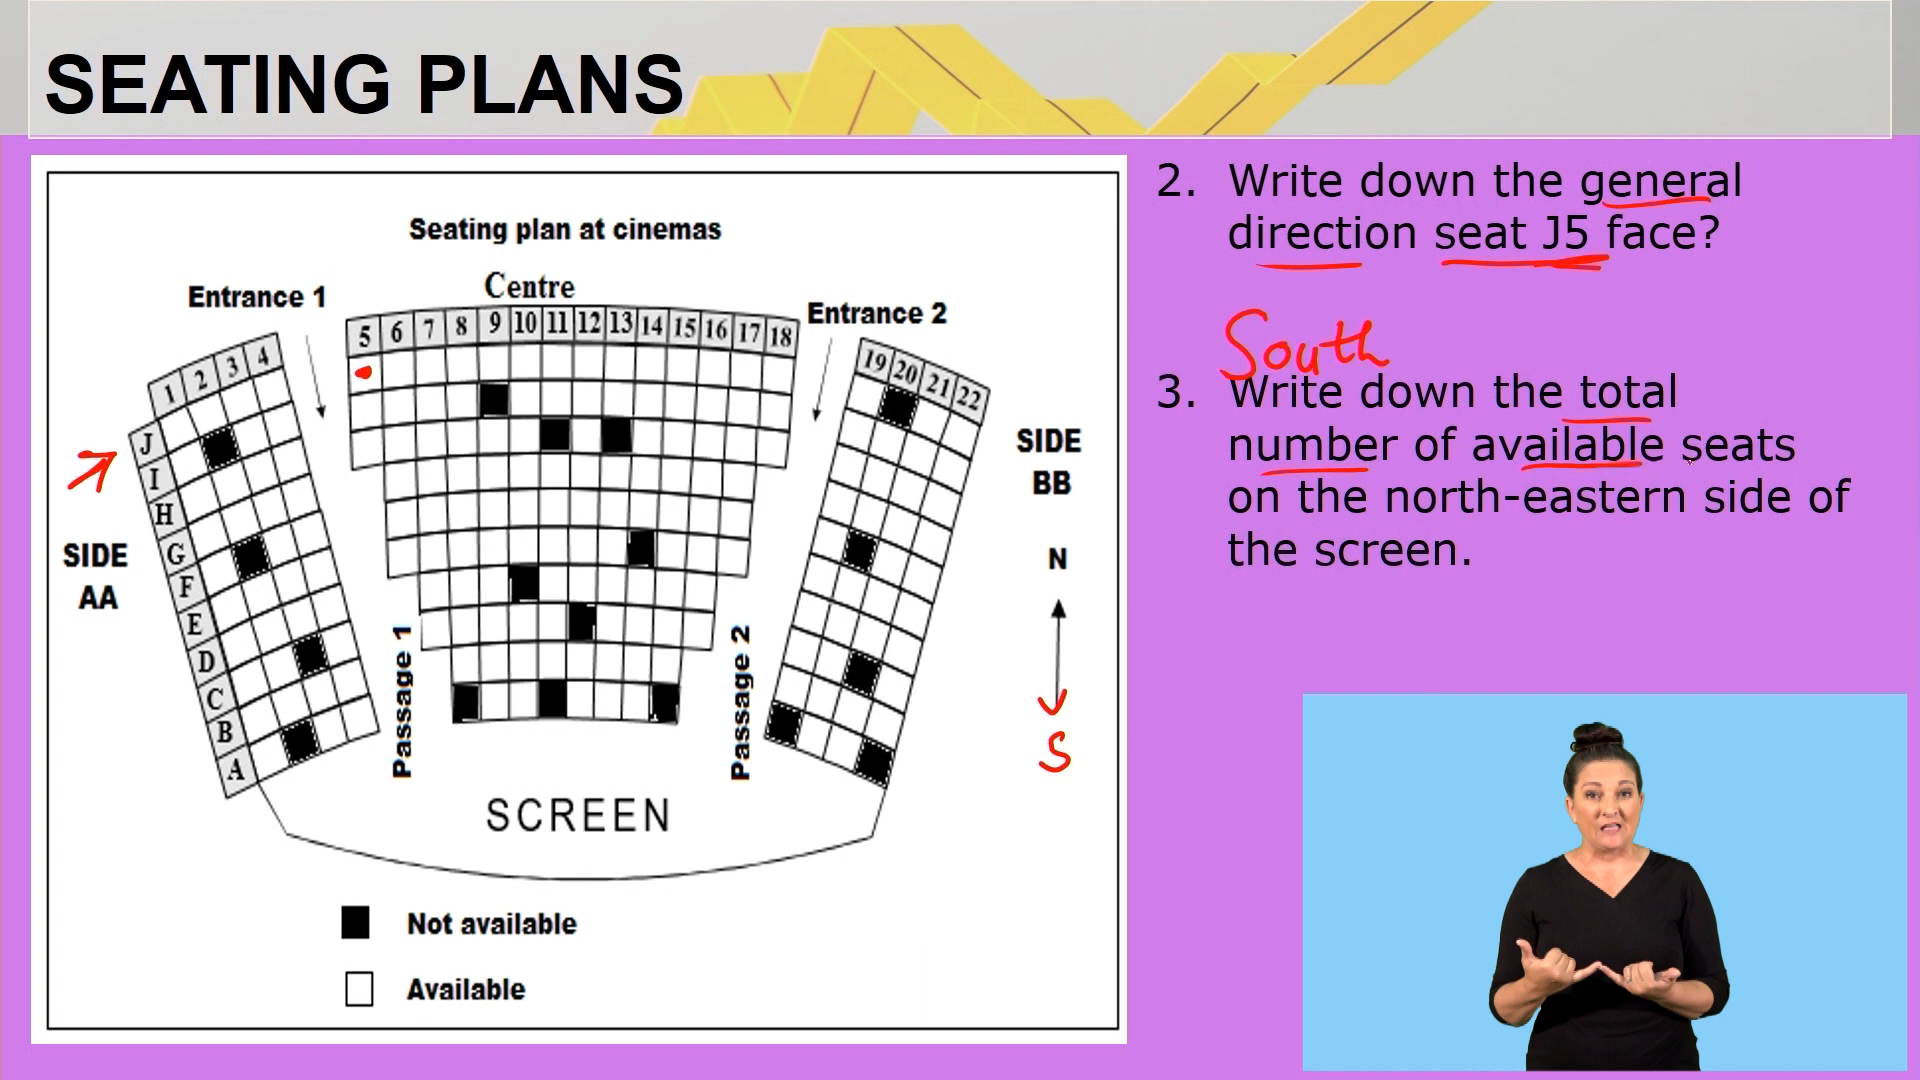 SEATING PLANS
Seating plan at cinemas
Centre
Entrance 1
Entrance 2
5 6 7 8 9 10 11 12 13 14 15 16 17 18
1 2 3 4
19 20 21 22
J
I
H
G
F
E
D
C
B
A
SIDE
AA
SIDE
BB
N
S
Passage 1
Passage 2
SCREEN
Not available
Available
2. Write down the general
direction seat J5 face?
South
3. Write down the total
number of available seats
on the north-eastern side of
the screen.